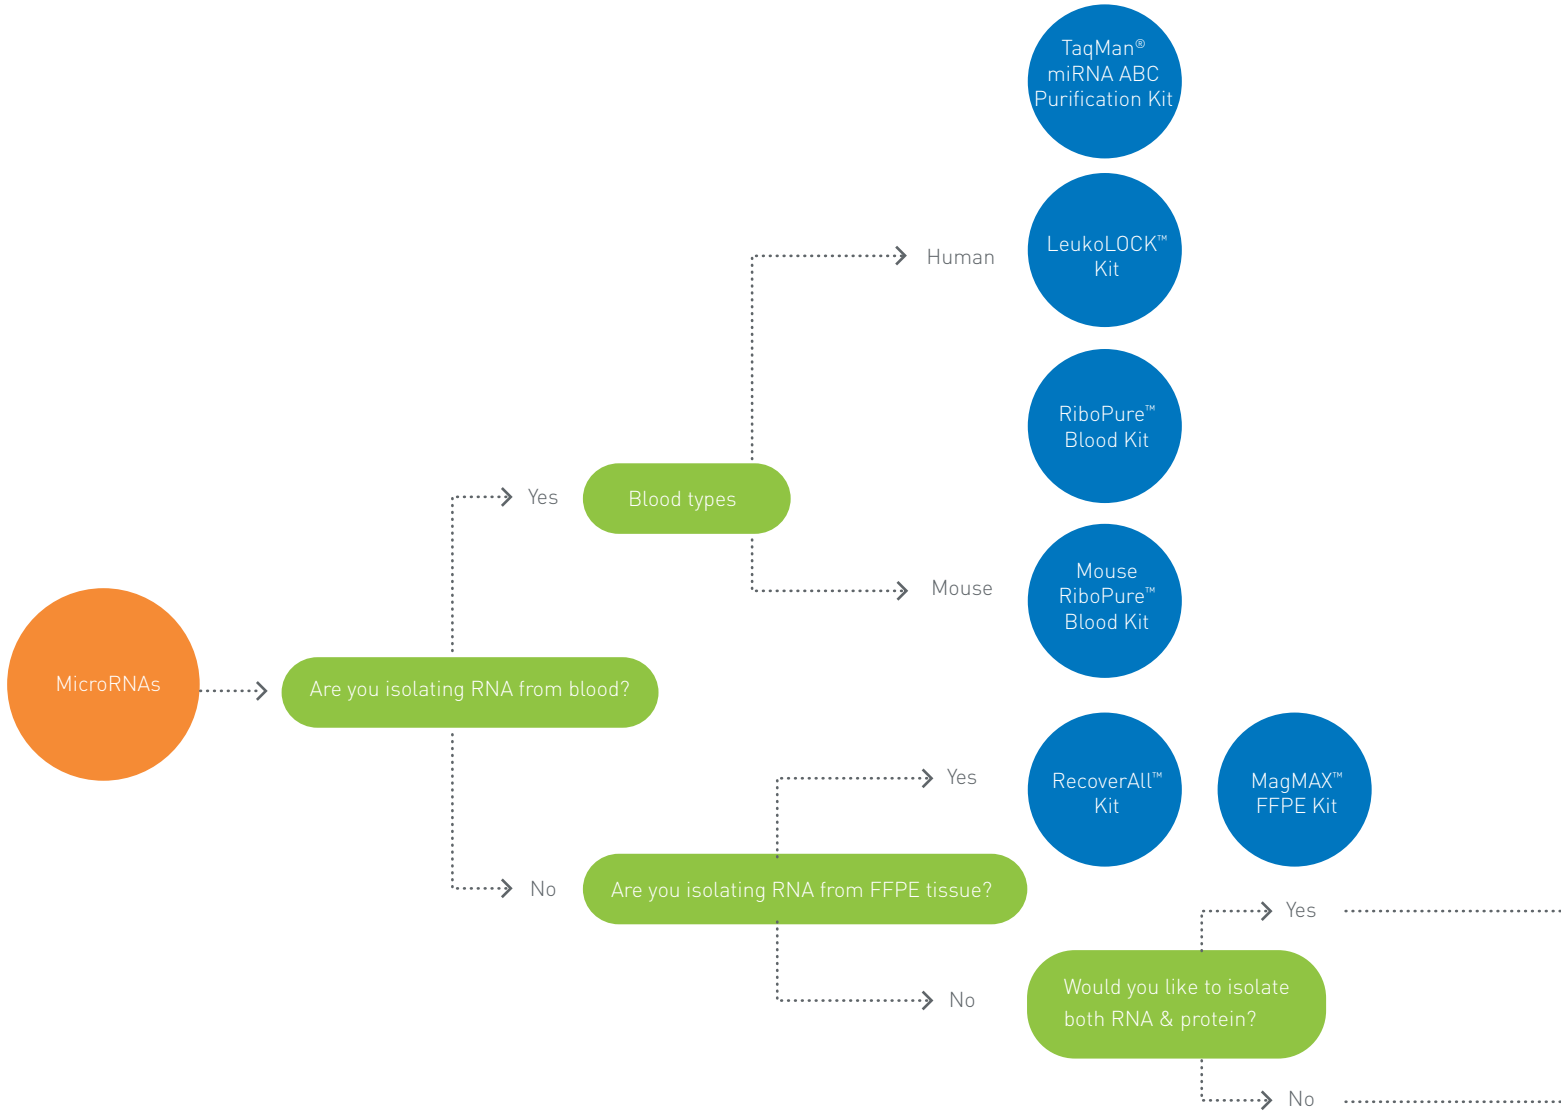 TaqMan®
miRNA ABC
Purification Kit
Human
LeukoLOCK™
Kit
RiboPure™
Blood Kit
Yes
Blood types
Mouse
Mouse
RiboPure™
Blood Kit
MicroRNAs
Are you isolating RNA from blood?
Yes
RecoverAll™
Kit
MagMAX™
FFPE Kit
No
Are you isolating RNA from FFPE tissue?
Yes
No
Would you like to isolate
both RNA & protein?
No